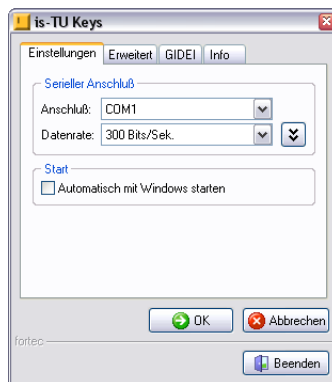 is-TU Keys
Einstellungen Erweitert GIDEI Info
Serieller Anschluß
Anschluß: COM1
Datenrate: 300 Bits/Sek.
Start
Automatisch mit Windows starten
OK Abbrechen
fortec
Beenden